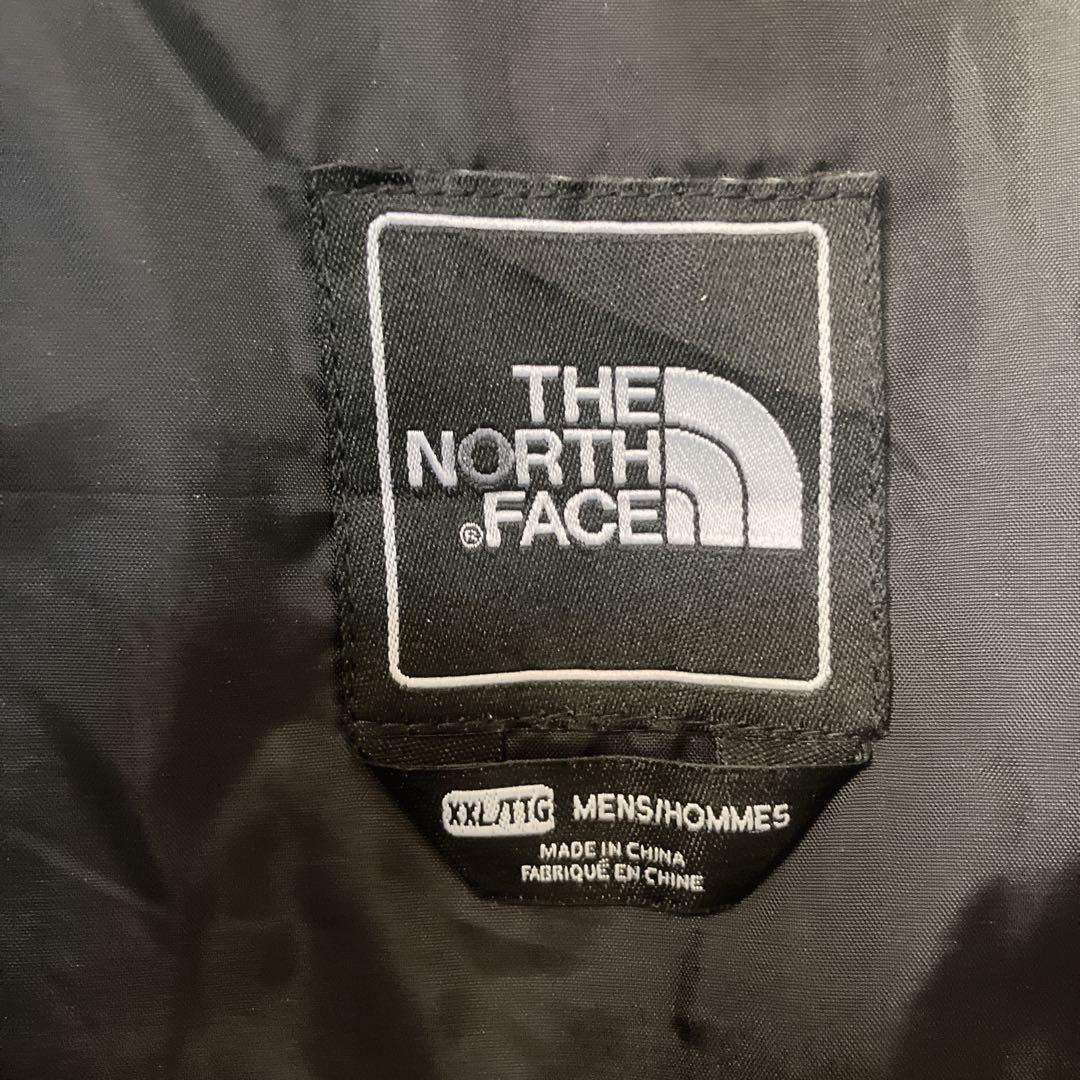 THE
NORTH
®FACE
XXL/TTG MENS/HOMMES
MADE IN CHINA
FABRIQUÉ EN CHINE